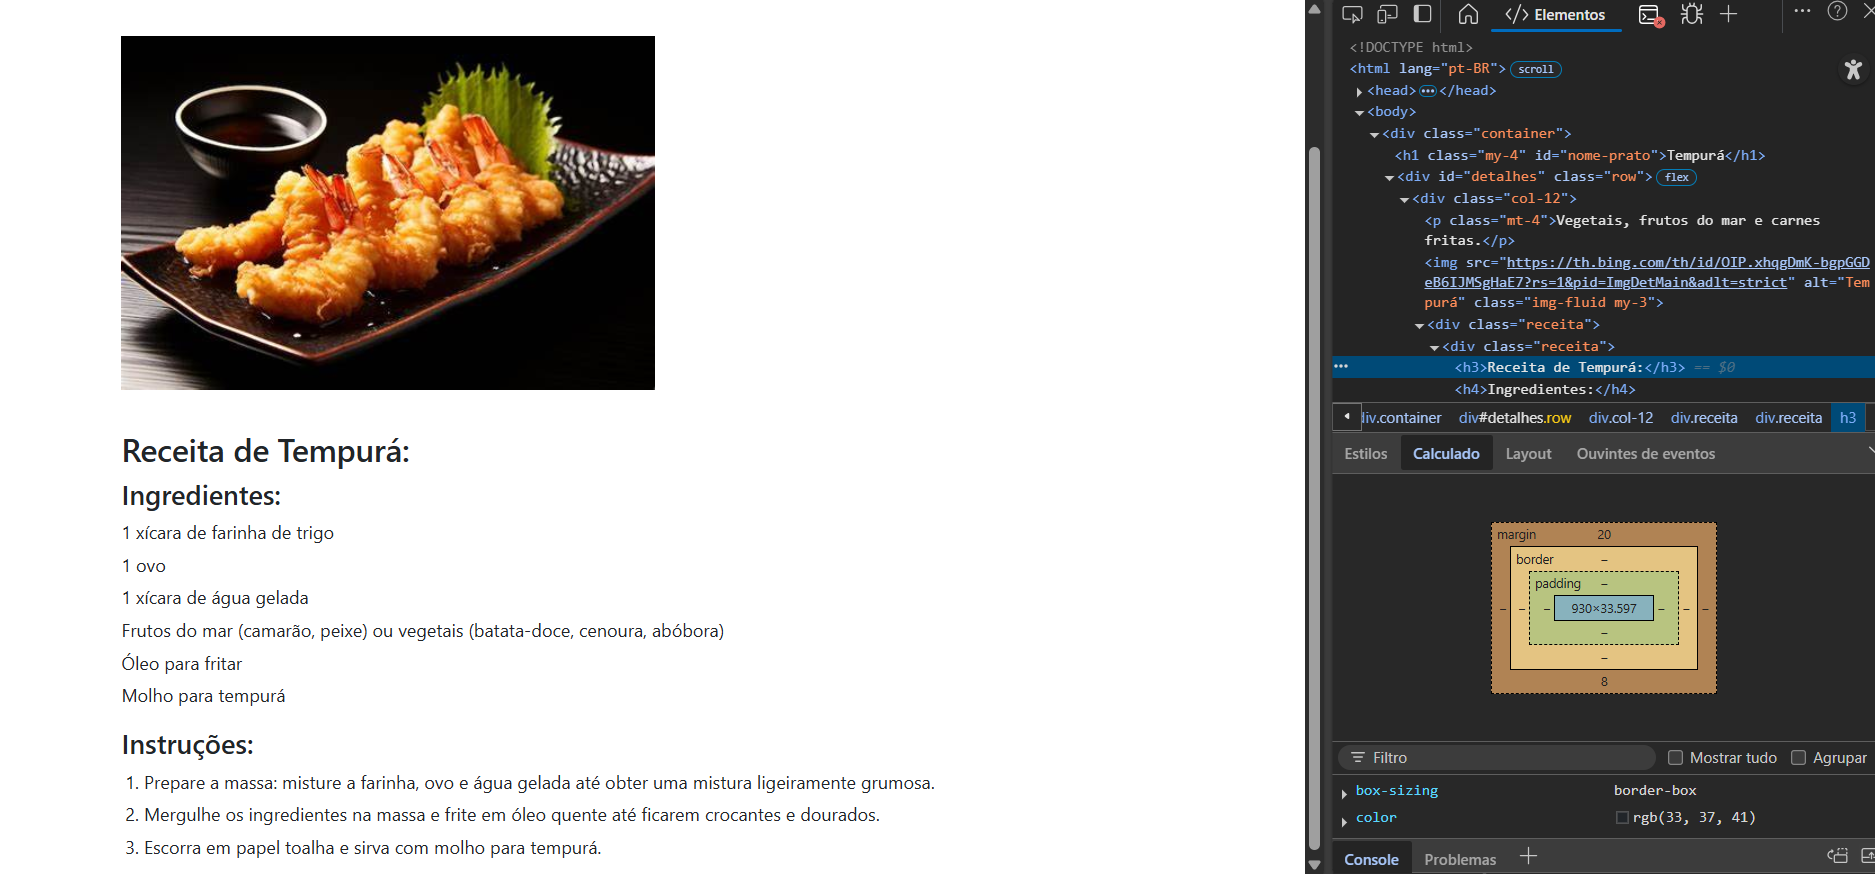 Receita de Tempurá:
Ingredientes:
1 xícara de farinha de trigo
1 ovo
1 xícara de água gelada
Frutos do mar (camarão, peixe) ou vegetais (batata-doce, cenoura, abóbora)
Óleo para fritar
Molho para tempurá
Instruções:
1. Prepare a massa: misture a farinha, ovo e água gelada até obter uma mistura ligeiramente grumosa.
2. Mergulhe os ingredientes na massa e frite em óleo quente até ficarem crocantes e dourados.
3. Escorra em papel toalha e sirva com molho para tempurá.
</> Elementos
<!DOCTYPE html>
<html lang="pt-BR"> scroll
<head> ••• </head>
<body>
<div class="container">
<h1 class="my-4" id="nome-prato">Tempurá</h1>
<div id="detalhes" class="row"> flex
<div class="col-12">
<p class="mt-4">Vegetais, frutos do mar e carnes
fritas.</p>
<img src="https://th.bing.com/th/id/OIP.xhqgDmK-bgpGGD
eB6IJMSgHaE7?rs=1&pid=ImgDetMain&adlt=strict" alt="Tem
purá" class="img-fluid my-3">
<div class="receita">
<div class="receita">
••• <h3>Receita de Tempurá:</h3> == $0
<h4>Ingredientes:</h4>
div.container div#detalhes.row div.col-12 div.receita div.receita h3
Estilos Calculado Layout Ouvintes de eventos
margin 20
border –
padding –
– – – 930×33.597 – – –
–
–
8
Filtro Mostrar tudo Agrupar
box-sizing border-box
color rgb(33, 37, 41)
Console Problemas